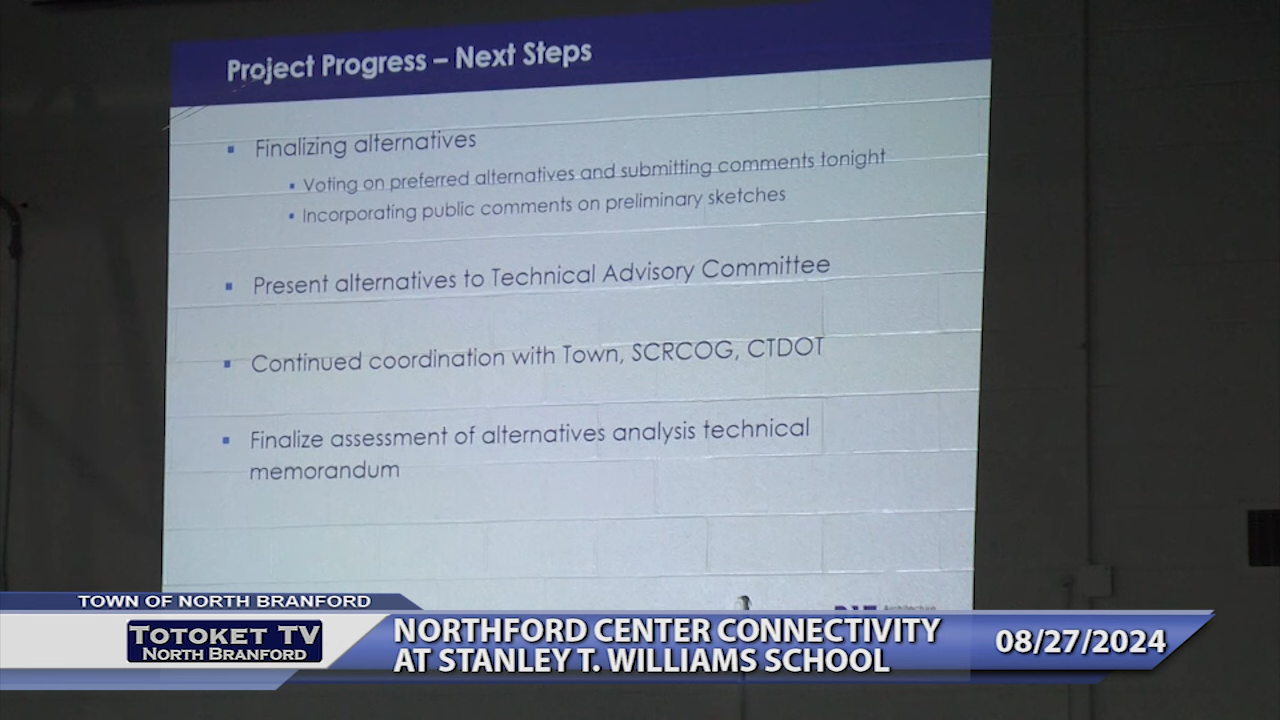 Project Progress – Next Steps
Finalizing alternatives
Voting on preferred alternatives and submitting comments tonight
Incorporating public comments on preliminary sketches
Present alternatives to Technical Advisory Committee
Continued coordination with Town, SCRCOG, CTDOT
Finalize assessment of alternatives analysis technical
memorandum
TOWN OF NORTH BRANFORD
TOTOKET TV
NORTH BRANFORD
NORTHFORD CENTER CONNECTIVITY
AT STANLEY T. WILLIAMS SCHOOL
08/27/2024